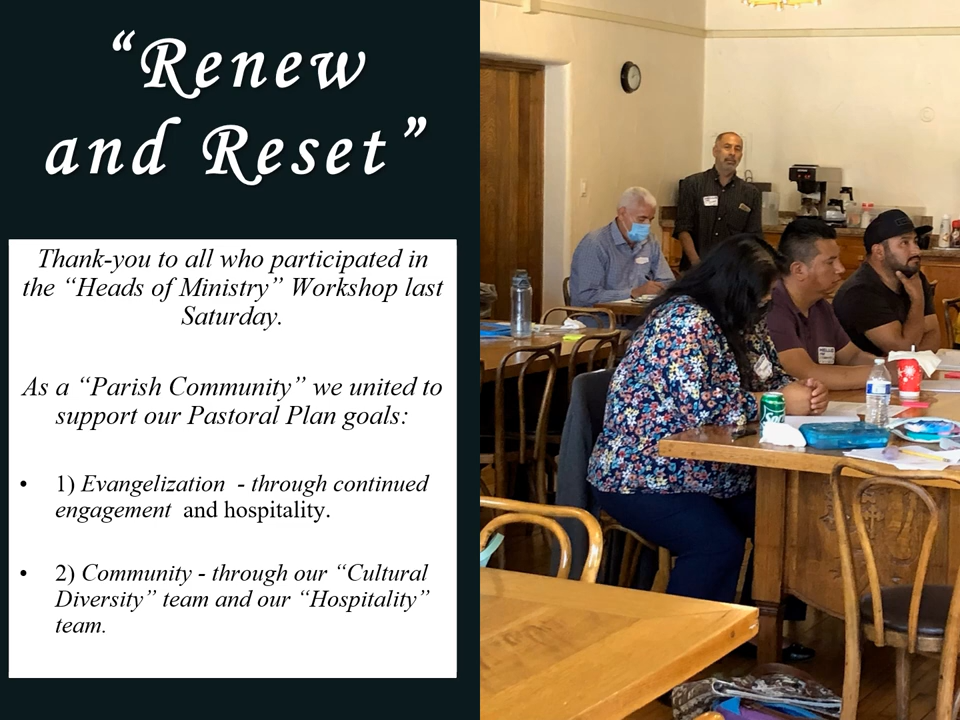 “Renew
and Reset”
Thank-you to all who participated in
the “Heads of Ministry” Workshop last
Saturday.
As a “Parish Community” we united to
support our Pastoral Plan goals:
• 1) Evangelization - through continued
engagement and hospitality.
• 2) Community - through our “Cultural
Diversity” team and our “Hospitality”
team.
HELLO